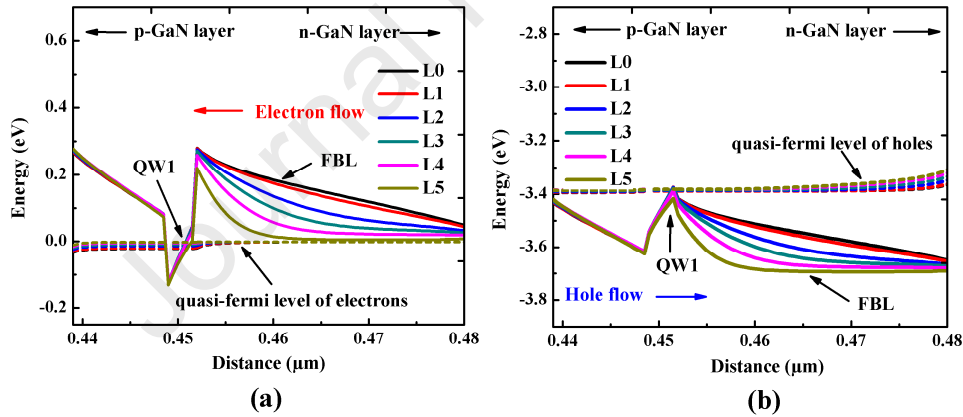 (a)
p-GaN layer
n-GaN layer
L0
L1
L2
L3
L4
L5
Electron flow
FBL
QW1
quasi-fermi level of electrons
Energy (eV)
0.6
0.4
0.2
0.0
-0.2
0.44
0.45
0.46
0.47
0.48
Distance (μm)
(a)
(b)
p-GaN layer
n-GaN layer
L0
L1
L2
L3
L4
L5
quasi-fermi level of holes
QW1
Hole flow
FBL
Energy (eV)
-2.8
-3.0
-3.2
-3.4
-3.6
-3.8
0.44
0.45
0.46
0.47
0.48
Distance (μm)
(b)
Journal